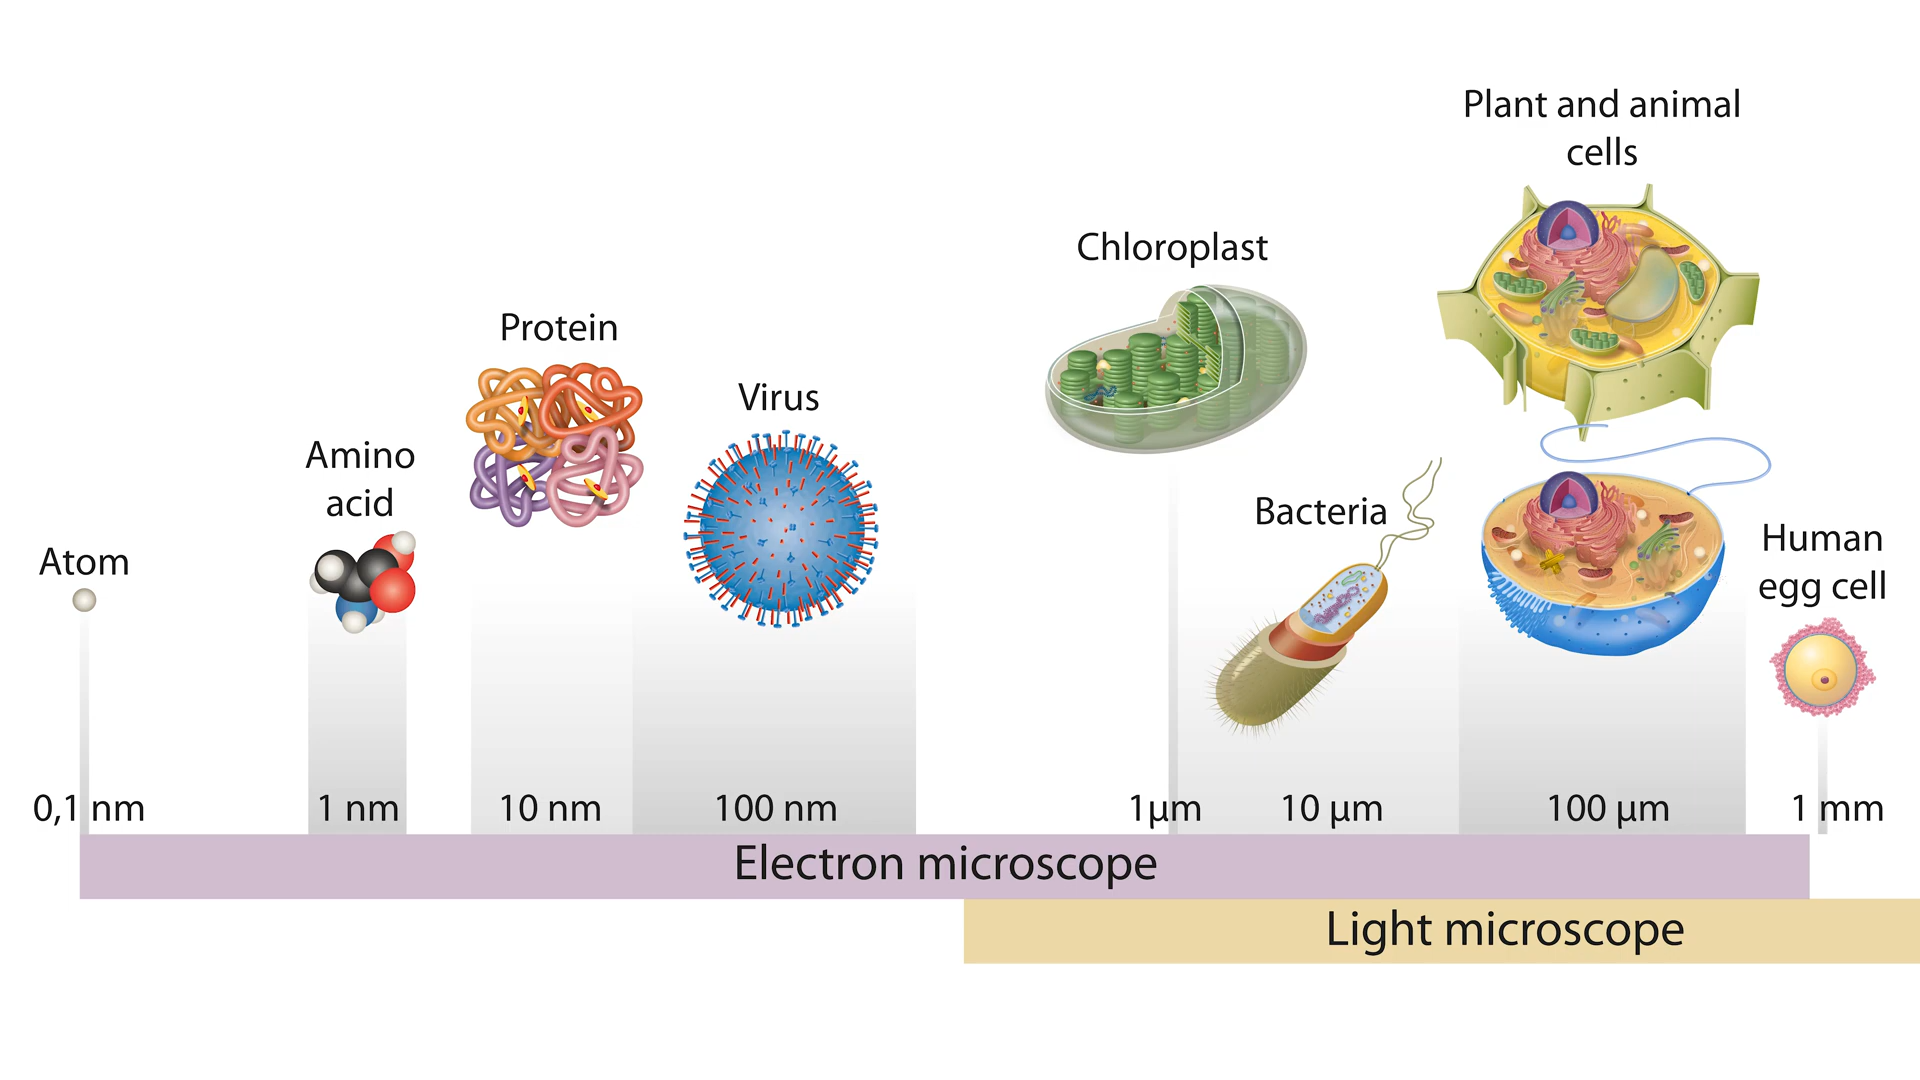 Plant and animal
cells
Chloroplast
Protein
Virus
Amino
acid
Bacteria
Human
egg cell
Atom
0,1 nm
1 nm
10 nm
100 nm
1µm
10 µm
100 µm
1 mm
Electron microscope
Light microscope